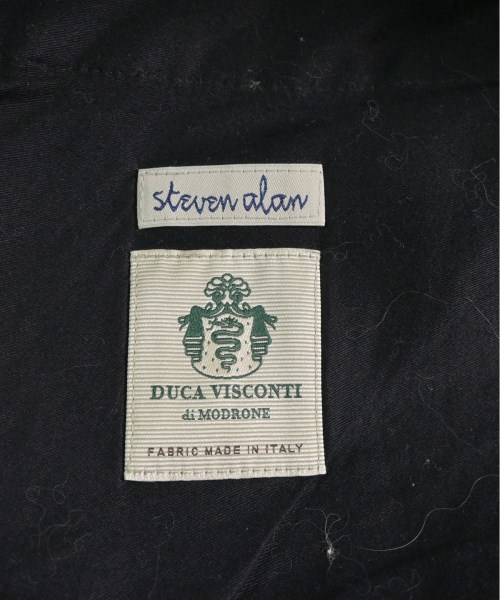 steven alan
DUCA VISCONTI
di MODRONE
FABRIC MADE IN ITALY